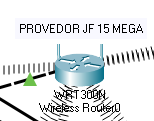 PROVEDOR JF 15 MEGA
WRT300N
Wireless Router0